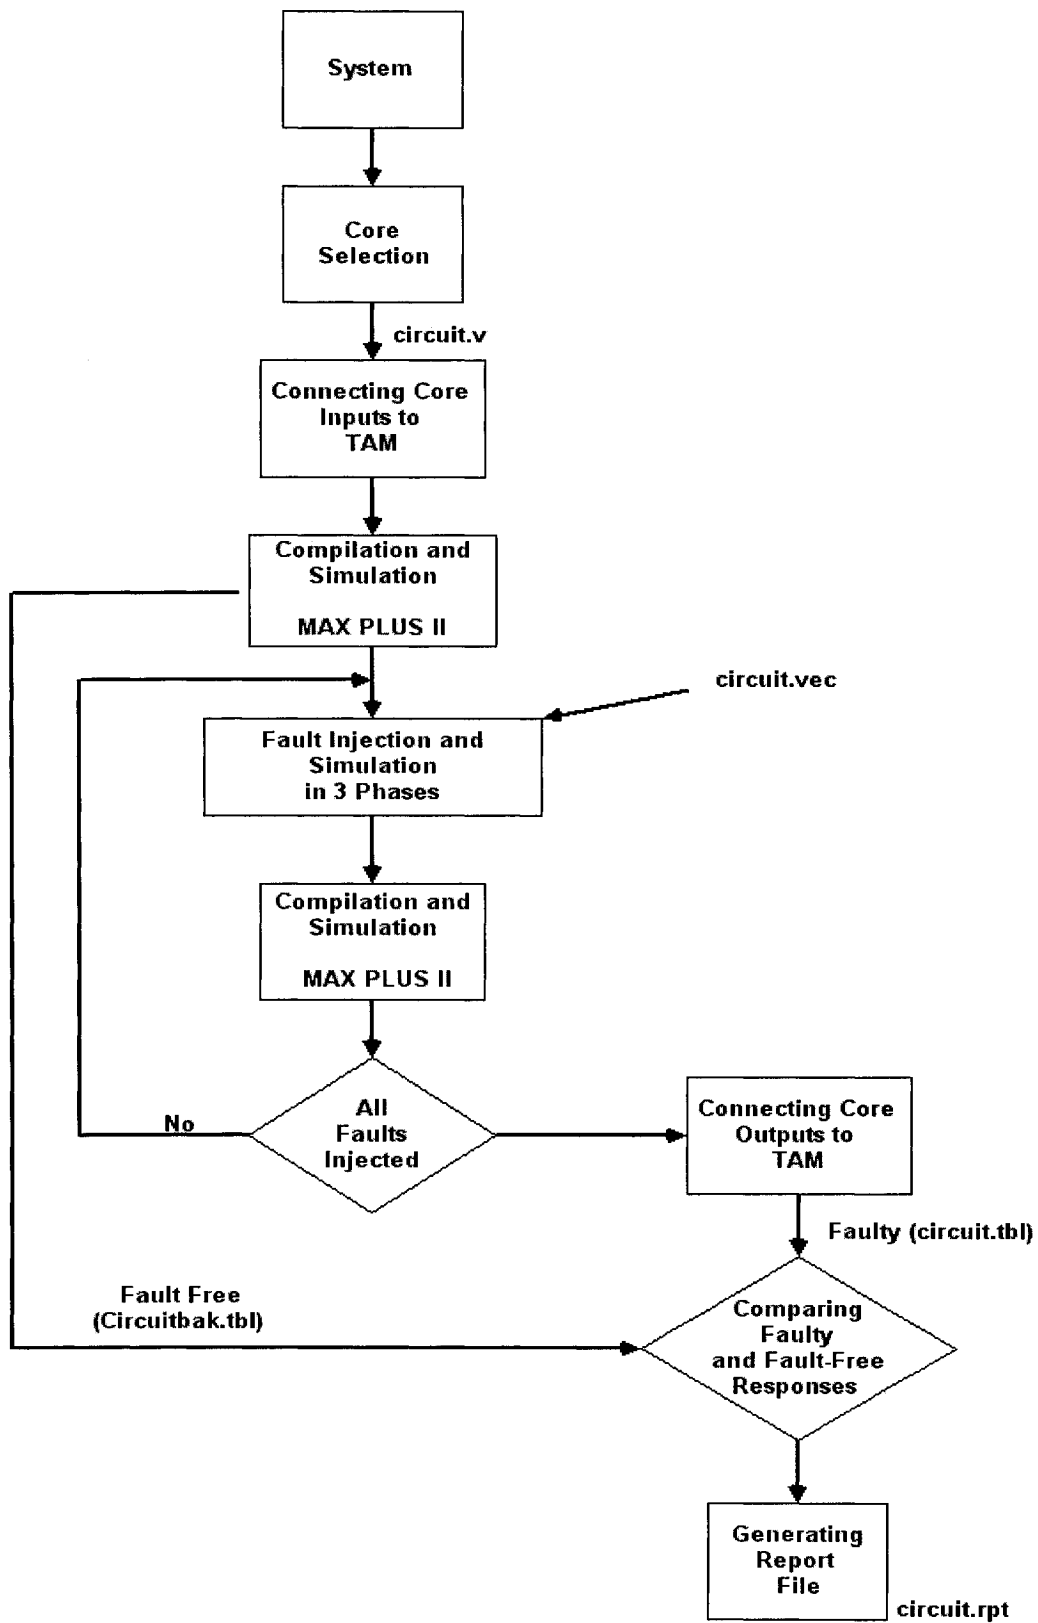 System
Core
Selection
circuit.v
Connecting Core
Inputs to
TAM
Compilation and
Simulation
MAX PLUS II
circuit.vec
Fault Injection and
Simulation
in 3 Phases
Compilation and
Simulation
MAX PLUS II
All
Faults
Injected
No
Connecting Core
Outputs to
TAM
Faulty (circuit.tbl)
Fault Free
(Circuitbak.tbl)
Comparing
Faulty
and Fault-Free
Responses
Generating
Report
File
circuit.rpt